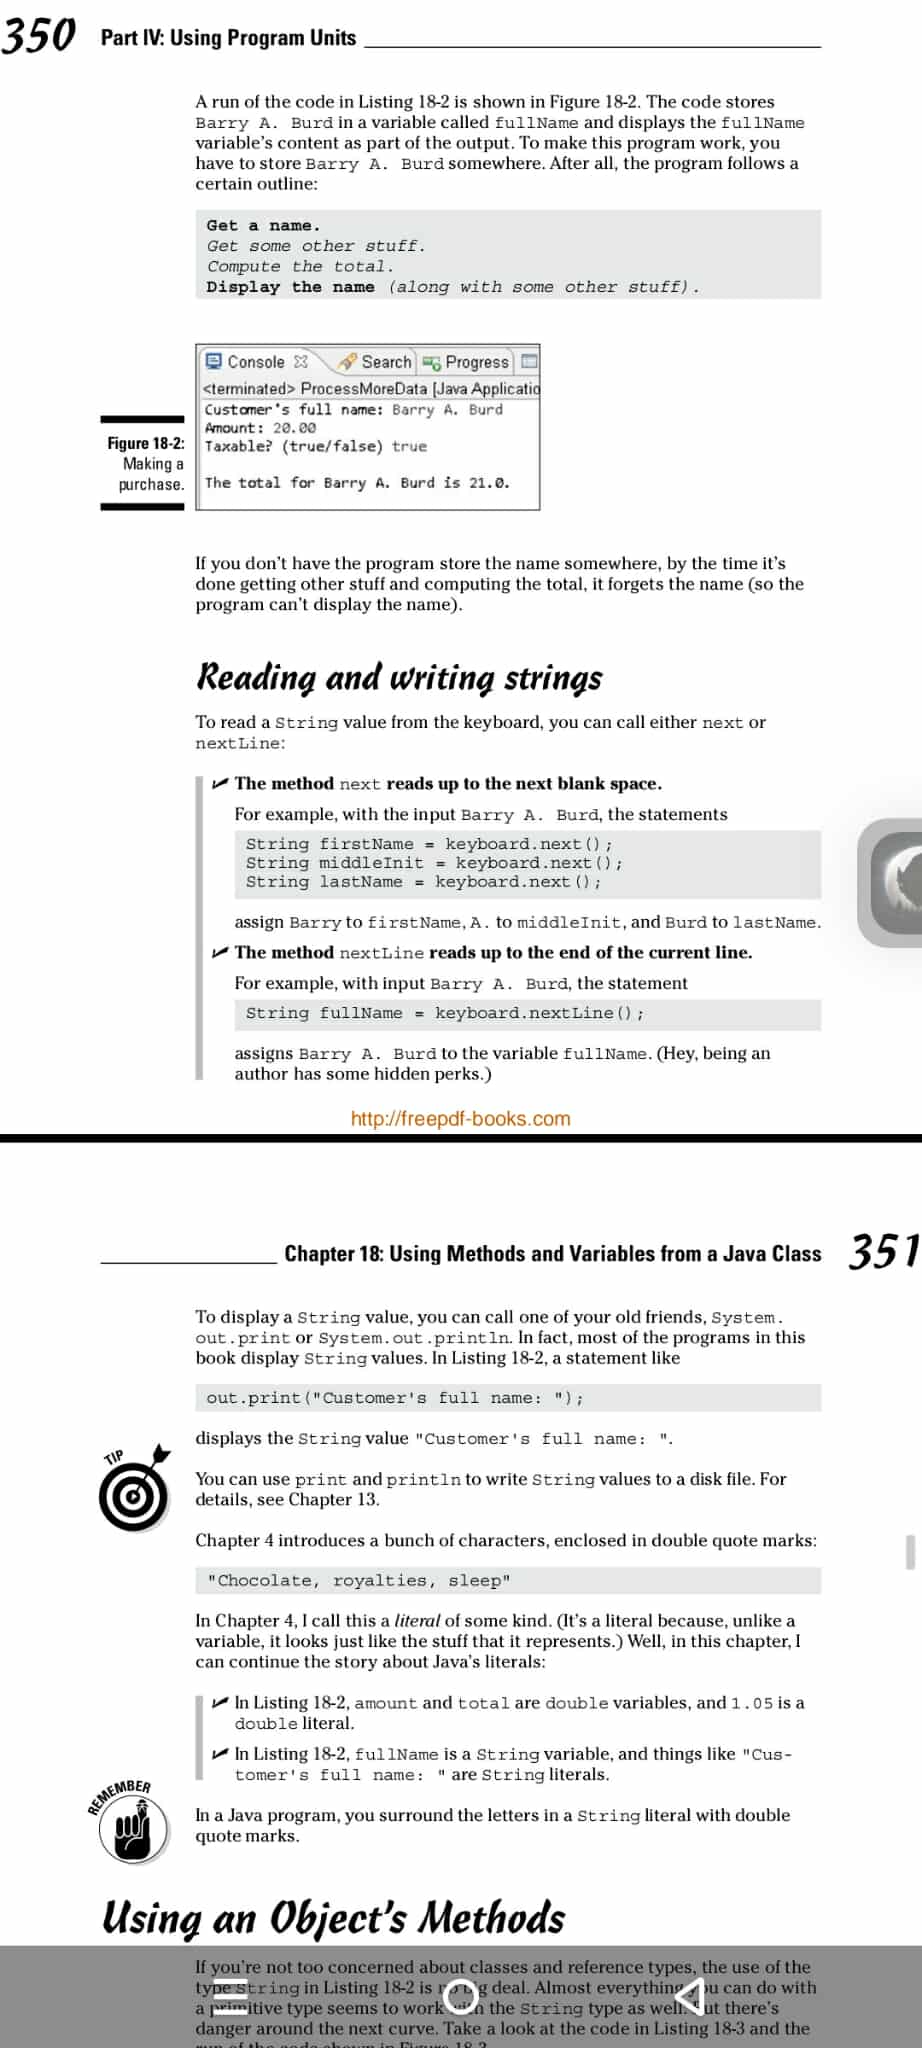 350 Part IV: Using Program Units
A run of the code in Listing 18-2 is shown in Figure 18-2. The code stores
Barry A. Burd in a variable called fullName and displays the fullName
variable's content as part of the output. To make this program work, you
have to store Barry A. Burd somewhere. After all, the program follows a
certain outline:
Get a name.
Get some other stuff.
Compute the total.
Display the name (along with some other stuff).
Console Search Progress
<terminated> ProcessMoreData [Java Applicatio
Customer's full name: Barry A. Burd
Amount: 20.00
Taxable? (true/false) true
The total for Barry A. Burd is 21.0.
Figure 18-2:
Making a
purchase.
If you don't have the program store the name somewhere, by the time it's
done getting other stuff and computing the total, it forgets the name (so the
program can't display the name).
Reading and writing strings
To read a String value from the keyboard, you can call either next or
nextLine:
The method next reads up to the next blank space.
For example, with the input Barry A. Burd, the statements
String firstName = keyboard.next();
String middleInit = keyboard.next();
String lastName = keyboard.next();
assign Barry to firstName, A. to middleInit, and Burd to lastName.
The method nextLine reads up to the end of the current line.
For example, with input Barry A. Burd, the statement
String fullName = keyboard.nextLine();
assigns Barry A. Burd to the variable fullName. (Hey, being an
author has some hidden perks.)
http://freepdf-books.com
Chapter 18: Using Methods and Variables from a Java Class 351
To display a String value, you can call one of your old friends, System.
out.print or System.out.println. In fact, most of the programs in this
book display String values. In Listing 18-2, a statement like
out.print("Customer's full name: ");
displays the String value "Customer's full name: ".
TIP
You can use print and println to write String values to a disk file. For
details, see Chapter 13.
Chapter 4 introduces a bunch of characters, enclosed in double quote marks:
"Chocolate, royalties, sleep"
In Chapter 4, I call this a literal of some kind. (It's a literal because, unlike a
variable, it looks just like the stuff that it represents.) Well, in this chapter, I
can continue the story about Java's literals:
In Listing 18-2, amount and total are double variables, and 1.05 is a
double literal.
In Listing 18-2, fullName is a String variable, and things like "Cus-
tomer's full name: " are String literals.
REMEMBER
In a Java program, you surround the letters in a String literal with double
quote marks.
Using an Object's Methods
If you're not too concerned about classes and reference types, the use of the
type String in Listing 18-2 is no big deal. Almost everything you can do with
a primitive type seems to work with the String type as well. But there's
danger around the next curve. Take a look at the code in Listing 18-3 and the
run of the code shown in Figure 18-3.